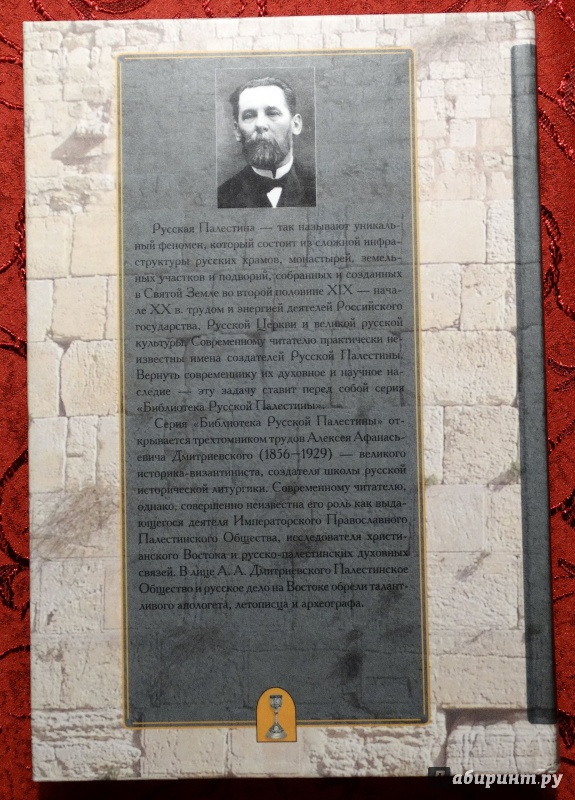 Русская Палестина — так называют уникаль-
ный феномен, который состоит из сложной инфра-
структуры русских храмов, монастырей, земель-
ных участков и подворий, собранных и созданных
в Святой Земле во второй половине XIX — нача-
ле XX в. трудом и энергией деятелей Российского
государства, Русской Церкви и великой русской
культуры. Современному читателю практически не-
известны имена создателей Русской Палестины.
Вернуть современнику их духовное и научное на-
следие — эту задачу ставит перед собой серия
«Библиотека Русской Палестины».
Серия «Библиотека Русской Палестины» от-
крывается трехтомником трудов Алексея Афанась-
евича Дмитриевского (1856–1929) — великого
историка-византиниста, создателя школы русской
исторической литургики. Современному читателю,
однако, совершенно неизвестна его роль как выда-
ющегося деятеля Императорского Православного
Палестинского Общества, исследователя христи-
анского Востока и русско-палестинских духовных
связей. В лице А. А. Дмитриевского Палестинское
Общество и русское дело на Востоке обрели талант-
ливого апологета, летописца и археографа.
Лабиринт.ру